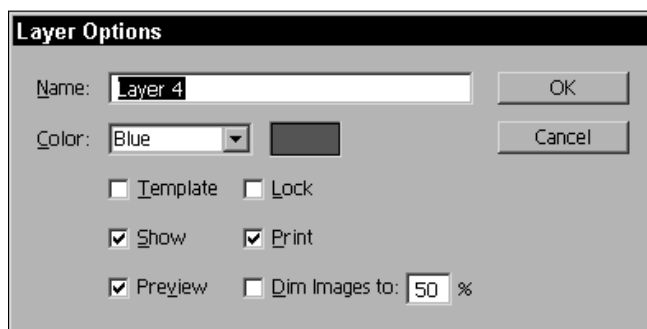 Layer Options
Name: Layer 4 OK
Color: Blue Cancel
Template Lock
Show Print
Preview Dim Images to: 50 %